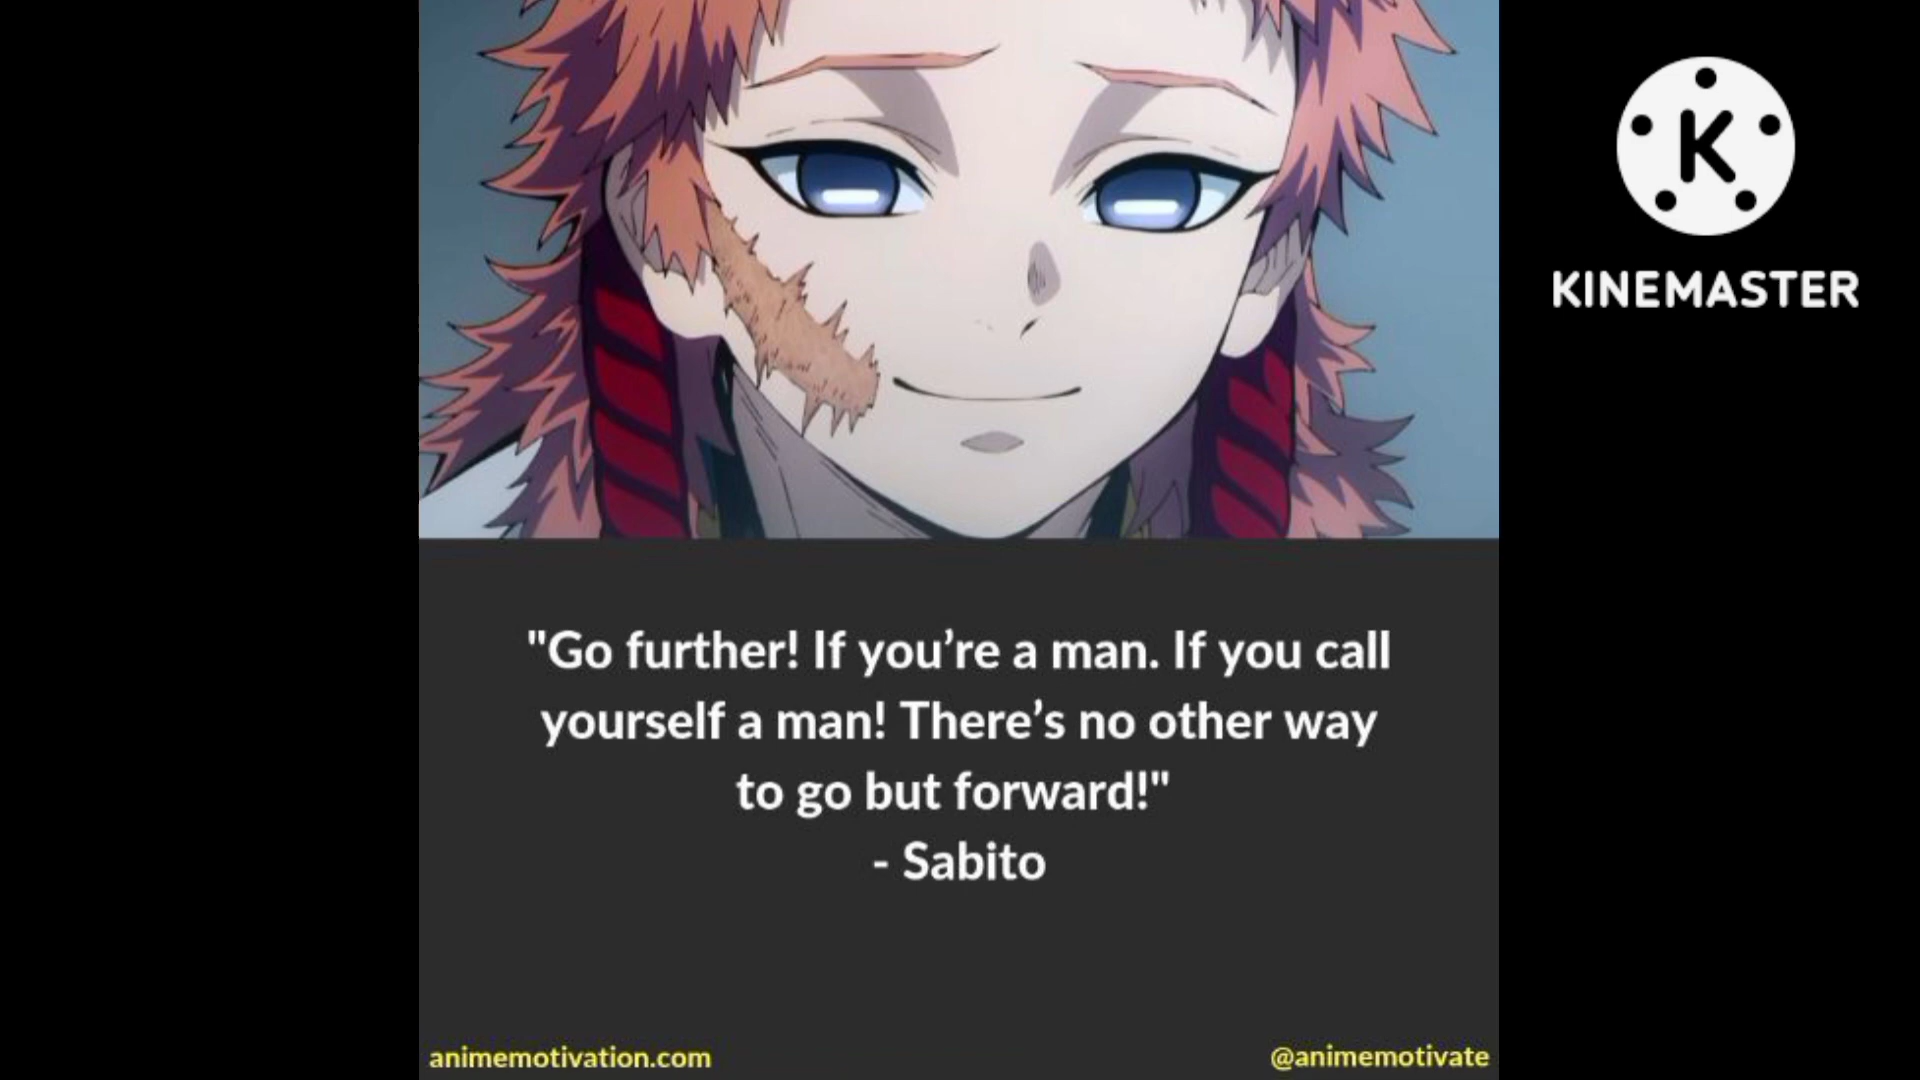 K
KINEMASTER
"Go further! If you’re a man. If you call
yourself a man! There’s no other way
to go but forward!"
- Sabito
animemotivation.com
@animemotivate